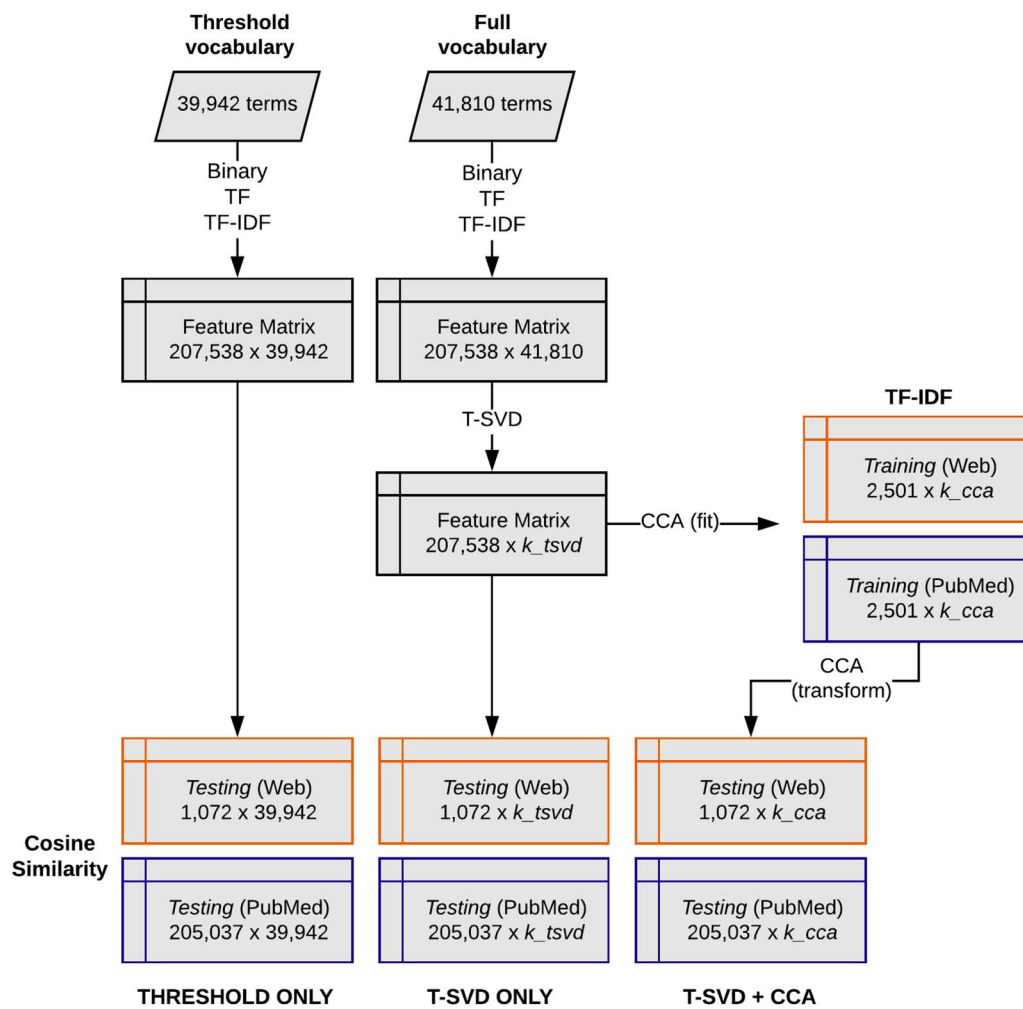 Threshold
vocabulary
Full
vocabulary
39,942 terms
41,810 terms
Binary
TF
TF-IDF
Binary
TF
TF-IDF
Feature Matrix
207,538 x 39,942
Feature Matrix
207,538 x 41,810
T-SVD
TF-IDF
Training (Web)
2,501 x k_cca
Feature Matrix
207,538 x k_tsvd
CCA (fit)
Training (PubMed)
2,501 x k_cca
CCA
(transform)
Testing (Web)
1,072 x 39,942
Testing (Web)
1,072 x k_tsvd
Testing (Web)
1,072 x k_cca
Cosine
Similarity
Testing (PubMed)
205,037 x 39,942
Testing (PubMed)
205,037 x k_tsvd
Testing (PubMed)
205,037 x k_cca
THRESHOLD ONLY
T-SVD ONLY
T-SVD + CCA